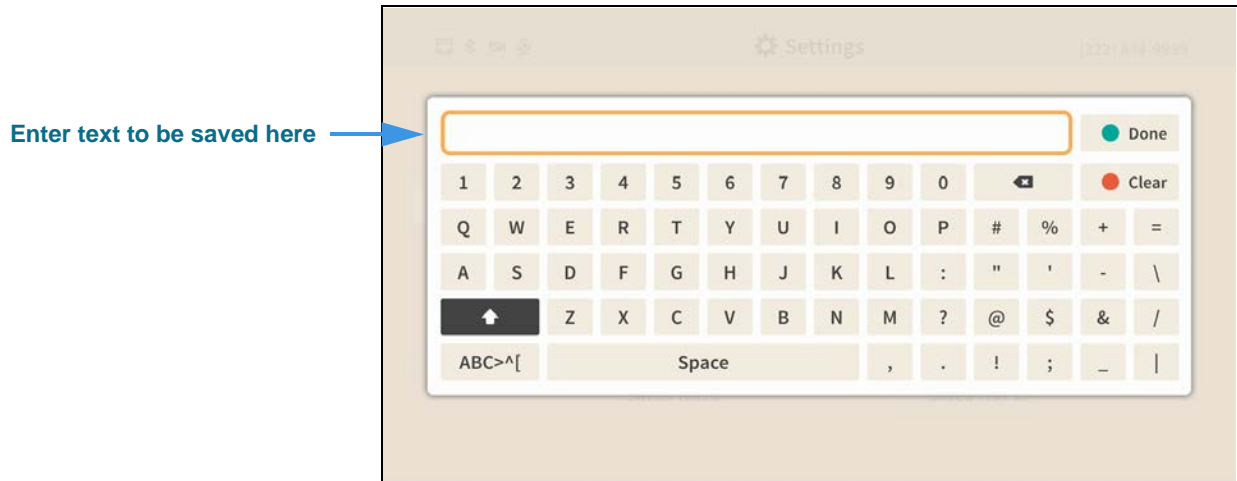 Settings
Enter text to be saved here
Done
1 2 3 4 5 6 7 8 9 0 Clear
Q W E R T Y U I O P # % + =
A S D F G H J K L : " ' - \
Z X C V B N M ? @ $ & /
ABC>^[ Space , . ! ; _ |